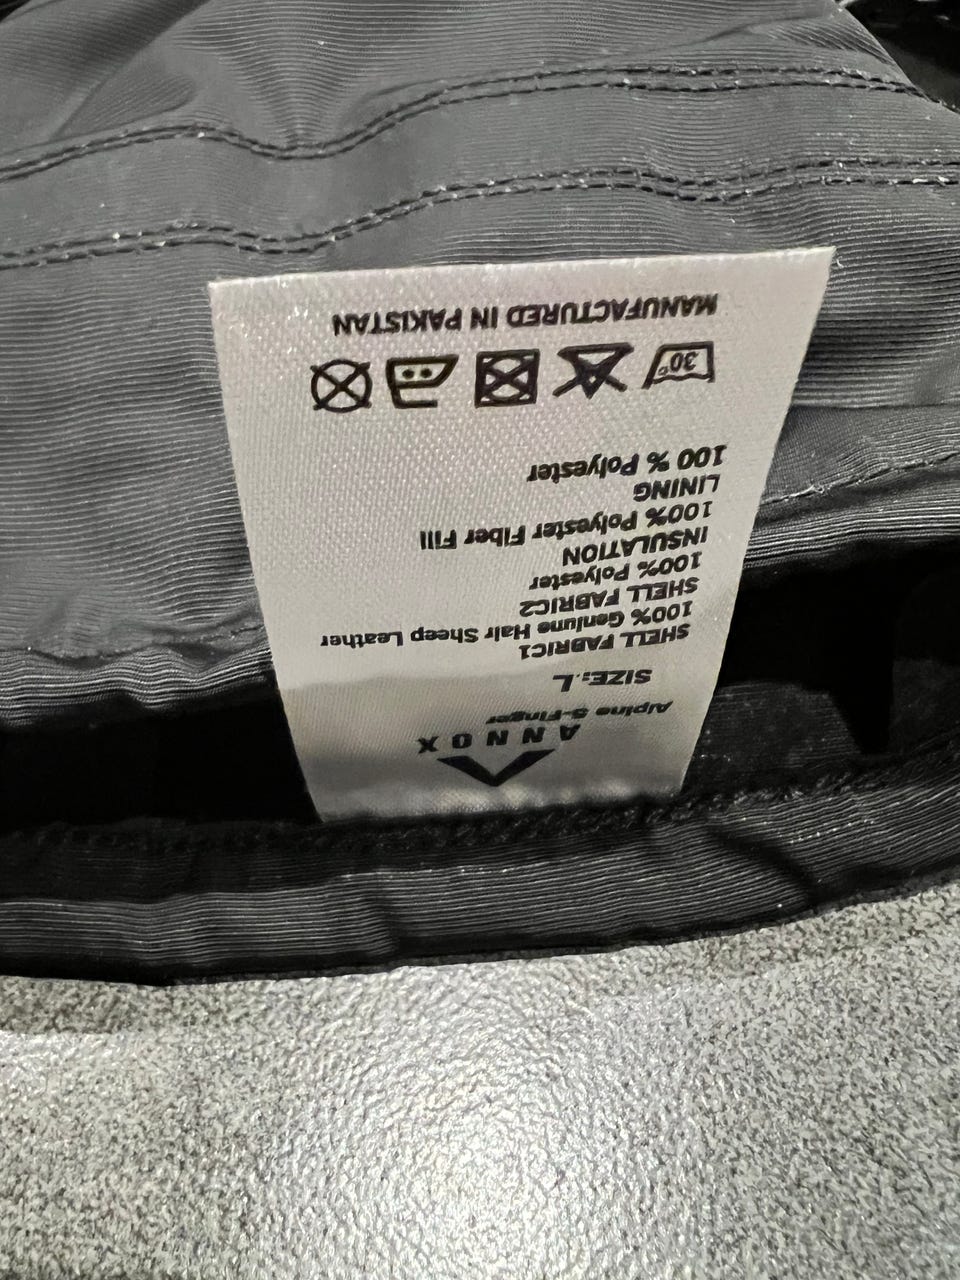 ANNOX
Alpine 5-Finger
SIZE: L
SHELL FABRIC1
100% Geniune Hair Sheep Leather
SHELL FABRIC2
100% Polyester
INSULATION
100% Polyester Fiber Fill
LINING
100 % Polyester
30°
MANUFACTURED IN PAKISTAN